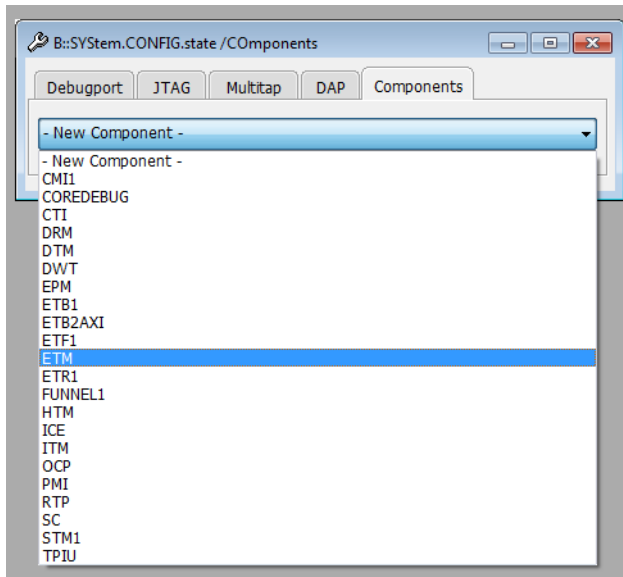 B::SYStem.CONFIG.state /COmponents
Debugport JTAG Multitap DAP Components
- New Component -
- New Component -
CMI1
COREDEBUG
CTI
DRM
DTM
DWT
EPM
ETB1
ETB2AXI
ETF1
ETM
ETR1
FUNNEL1
HTM
ICE
ITM
OCP
PMI
RTP
SC
STM1
TPIU